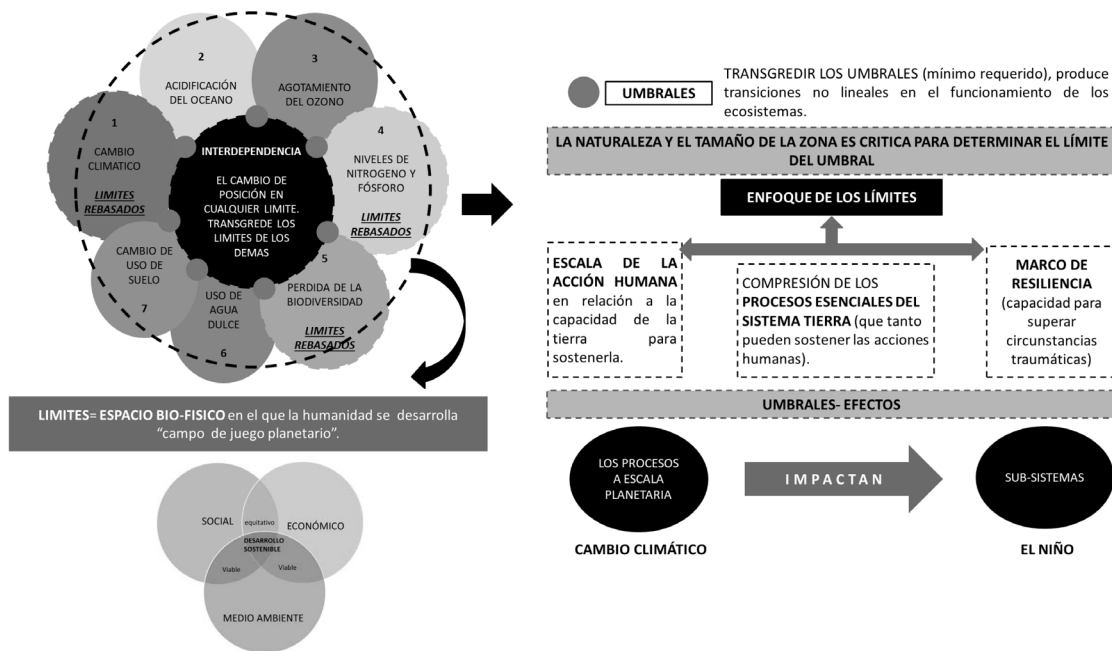 2
ACIDIFICACIÓN
DEL OCEANO
3
AGOTAMIENTO
DEL OZONO
1
CAMBIO
CLIMATICO
LIMITES
REBASADOS
4
NIVELES DE
NITROGENO Y
FÓSFORO
LIMITES
REBASADOS
INTERDEPENDENCIA
EL CAMBIO DE
POSICIÓN EN
CUALQUIER LIMITE.
TRANSGREDE LOS
LIMITES DE LOS
DEMAS
CAMBIO DE
USO DE
SUELO
7
USO DE
AGUA
DULCE
6
5
PERDIDA DE LA
BIODIVERSIDAD
LIMITES
REBASADOS
LIMITES= ESPACIO BIO-FISICO en el que la humanidad se desarrolla
“campo de juego planetario”.
SOCIAL
equitativo
ECONÓMICO
DESARROLLO
SOSTENIBLE
Viable
Viable
MEDIO AMBIENTE
UMBRALES
TRANSGREDIR LOS UMBRALES (mínimo requerido), produce
transiciones no lineales en el funcionamiento de los
ecosistemas.
LA NATURALEZA Y EL TAMAÑO DE LA ZONA ES CRITICA PARA DETERMINAR EL LÍMITE
DEL UMBRAL
ENFOQUE DE LOS LÍMITES
ESCALA DE LA
ACCIÓN HUMANA
en relación a la
capacidad de la
tierra para
sostenerla.
COMPRESIÓN DE LOS
PROCESOS ESENCIALES DEL
SISTEMA TIERRA (que tanto
pueden sostener las acciones
humanas).
MARCO DE
RESILIENCIA
(capacidad para
superar
circunstancias
traumáticas)
UMBRALES- EFECTOS
LOS PROCESOS
A ESCALA
PLANETARIA
IMPACTAN
SUB-SISTEMAS
CAMBIO CLIMÁTICO
EL NIÑO